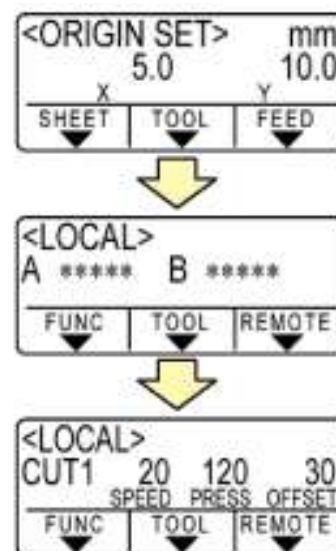 <ORIGIN SET> mm
5.0 10.0
X Y
SHEET TOOL FEED
<LOCAL>
A ***** B *****
FUNC TOOL REMOTE
<LOCAL>
CUT1 20 120 30
SPEED PRESS OFFSET
FUNC TOOL REMOTE